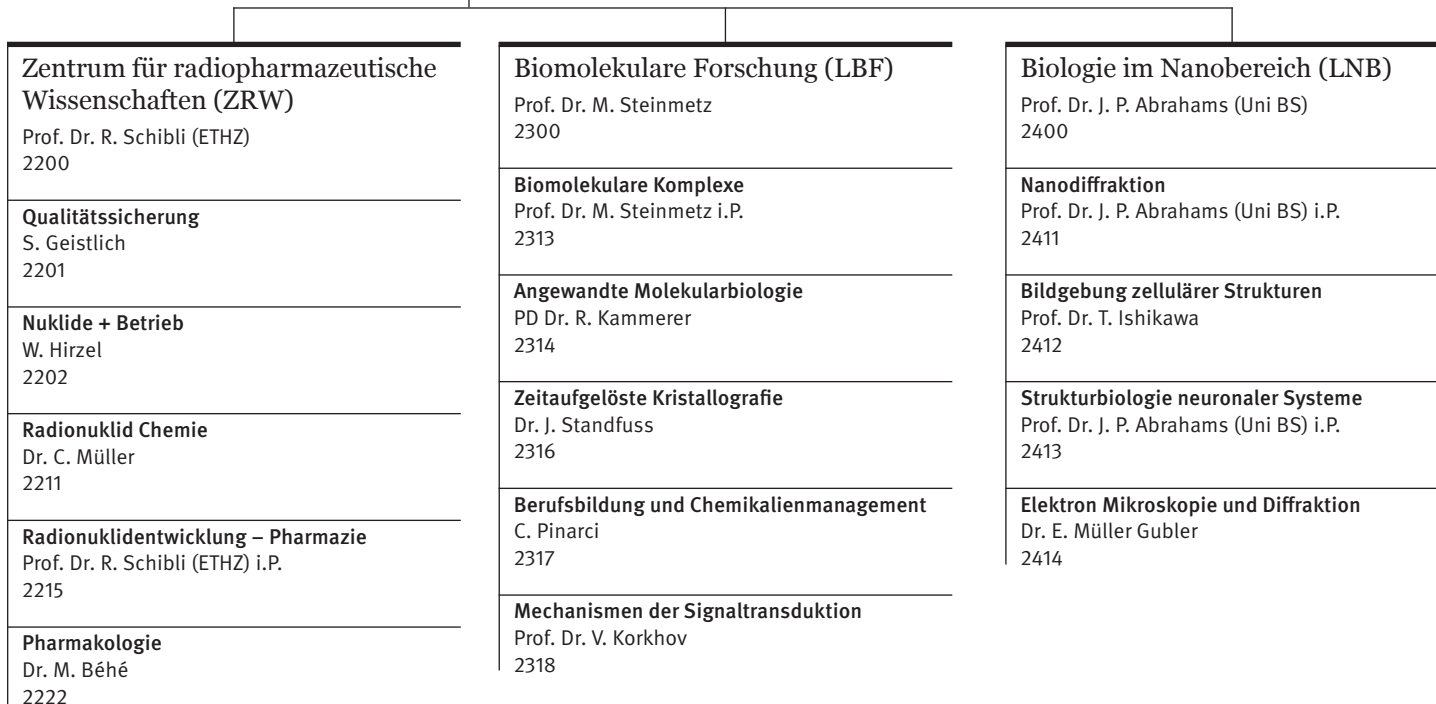 Zentrum für radiopharmazeutische
Wissenschaften (ZRW)
Prof. Dr. R. Schibli (ETHZ)
2200
Qualitätssicherung
S. Geistlich
2201
Nuklide + Betrieb
W. Hirzel
2202
Radionuklid Chemie
Dr. C. Müller
2211
Radionuklidentwicklung – Pharmazie
Prof. Dr. R. Schibli (ETHZ) i.P.
2215
Pharmakologie
Dr. M. Béhé
2222
Biomolekulare Forschung (LBF)
Prof. Dr. M. Steinmetz
2300
Biomolekulare Komplexe
Prof. Dr. M. Steinmetz i.P.
2313
Angewandte Molekularbiologie
PD Dr. R. Kammerer
2314
Zeitaufgelöste Kristallografie
Dr. J. Standfuss
2316
Berufsbildung und Chemikalienmanagement
C. Pinarci
2317
Mechanismen der Signaltransduktion
Prof. Dr. V. Korkhov
2318
Biologie im Nanobereich (LNB)
Prof. Dr. J. P. Abrahams (Uni BS)
2400
Nanodiffraktion
Prof. Dr. J. P. Abrahams (Uni BS) i.P.
2411
Bildgebung zellulärer Strukturen
Prof. Dr. T. Ishikawa
2412
Strukturbiologie neuronaler Systeme
Prof. Dr. J. P. Abrahams (Uni BS) i.P.
2413
Elektron Mikroskopie und Diffraktion
Dr. E. Müller Gubler
2414